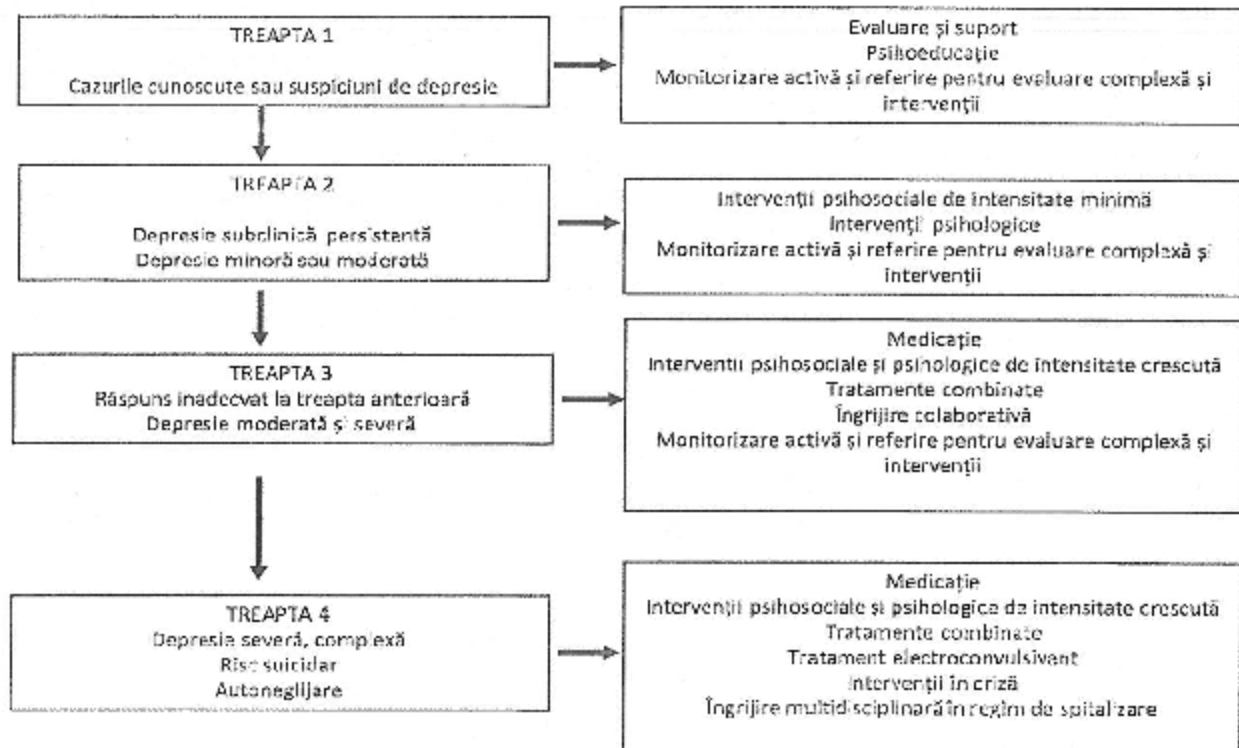 TREAPTA 1
Cazurile cunoscute sau suspiciuni de depresie
Evaluare și suport
Psihoeducație
Monitorizare activă și referire pentru evaluare complexă și
intervenții
TREAPTA 2
Depresie subclinică persistentă
Depresie minoră sau moderată
Intervenții psihosociale de intensitate minimă
Intervenții psihologice
Monitorizare activă și referire pentru evaluare complexă și
intervenții
TREAPTA 3
Răspuns inadecvat la treapta anterioară
Depresie moderată și severă
Medicație
Intervenții psihosociale și psihologice de intensitate crescută
Tratamente combinate
Îngrijire colaborativă
Monitorizare activă și referire pentru evaluare complexă și
intervenții
TREAPTA 4
Depresie severă, complexă
Risc suicidar
Autoneglijare
Medicație
Intervenții psihosociale și psihologice de intensitate crescută
Tratamente combinate
Tratament electroconvulsivant
Intervenții în criză
Îngrijire multidisciplinară în regim de spitalizare